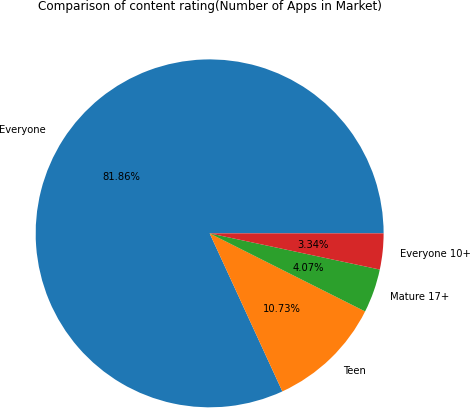 Comparison of content rating(Number of Apps in Market)
Everyone
81.86%
3.34%
Everyone 10+
4.07%
Mature 17+
10.73%
Teen